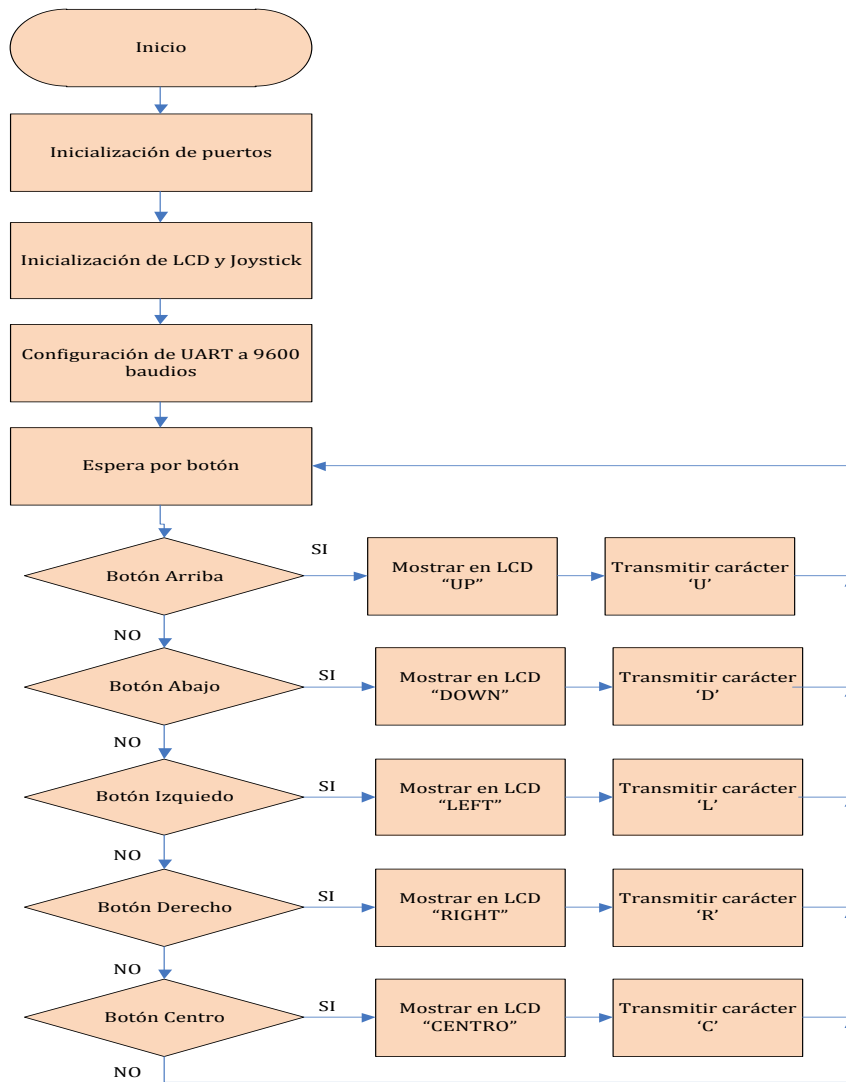 Inicio
Inicialización de puertos
Inicialización de LCD y Joystick
Configuración de UART a 9600
baudios
Espera por botón
Botón Arriba
SI
Mostrar en LCD
“UP”
Transmitir carácter
‘U’
NO
Botón Abajo
SI
Mostrar en LCD
“DOWN”
Transmitir carácter
‘D’
NO
Botón Izquiedo
SI
Mostrar en LCD
“LEFT”
Transmitir carácter
‘L’
NO
Botón Derecho
SI
Mostrar en LCD
“RIGHT”
Transmitir carácter
‘R’
NO
Botón Centro
SI
Mostrar en LCD
“CENTRO”
Transmitir carácter
‘C’
NO